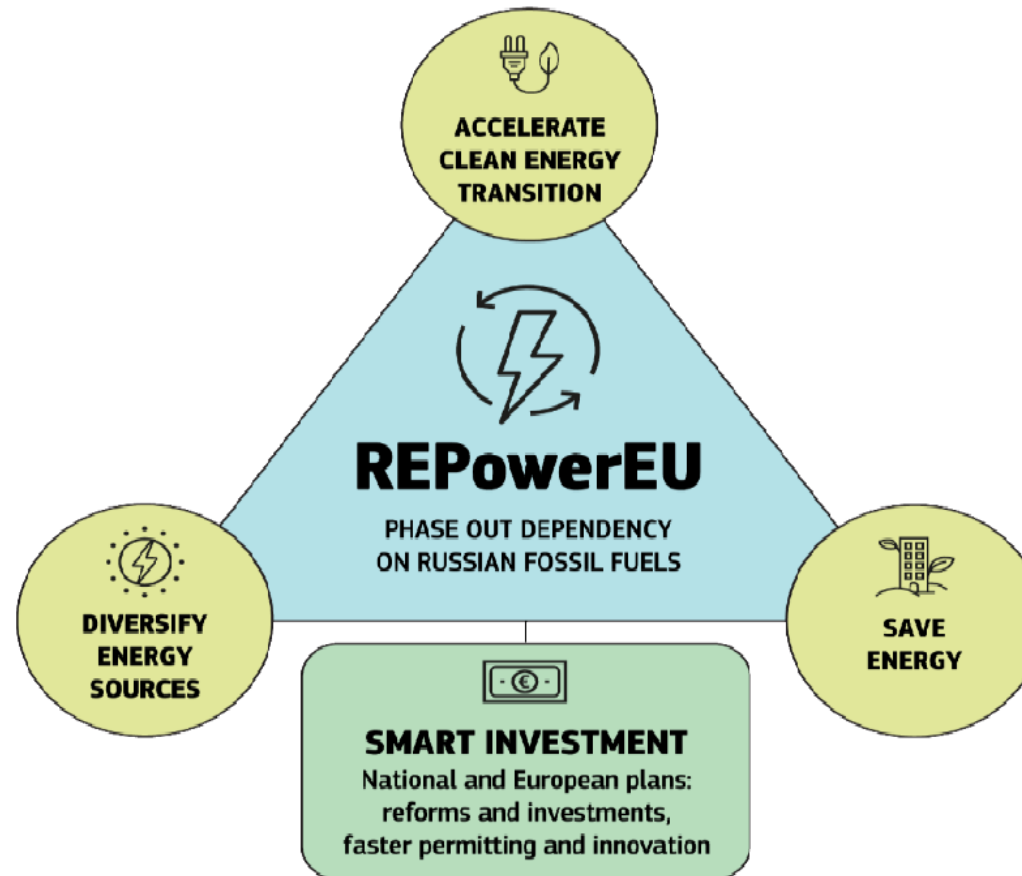 ACCELERATE
CLEAN ENERGY
TRANSITION
REPowerEU
PHASE OUT DEPENDENCY
ON RUSSIAN FOSSIL FUELS
DIVERSIFY
ENERGY
SOURCES
SAVE
ENERGY
€
SMART INVESTMENT
National and European plans:
reforms and investments,
faster permitting and innovation